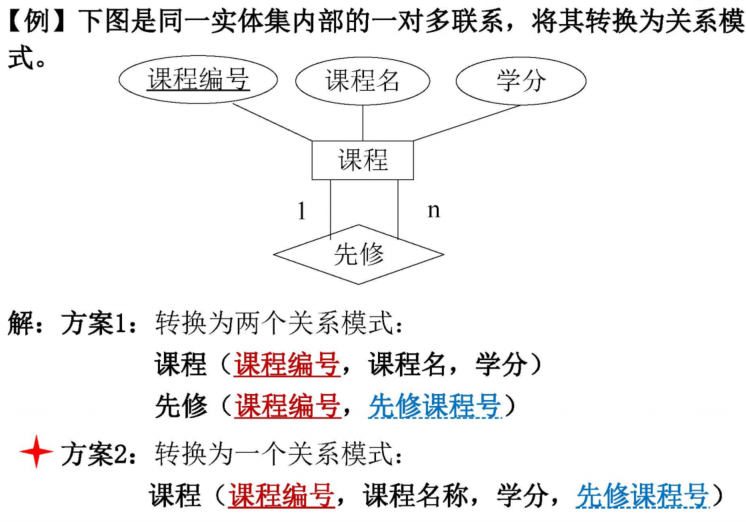 【例】下图是同一实体集内部的一对多联系，将其转换为关系模
式。
课程编号 课程名 学分
课程
1 n
先修
解：方案1：转换为两个关系模式：
课程（课程编号，课程名，学分）
先修（课程编号，先修课程号）
方案2：转换为一个关系模式：
课程（课程编号，课程名称，学分，先修课程号）